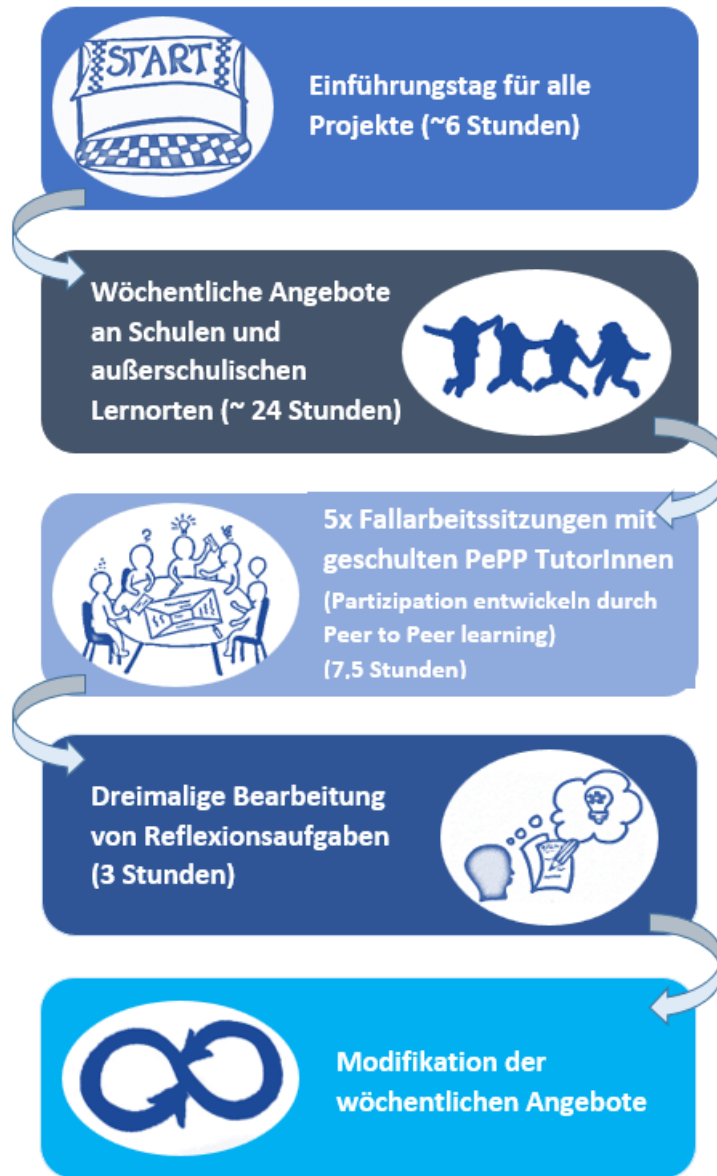 START
Einführungstag für alle
Projekte (~6 Stunden)
Wöchentliche Angebote
an Schulen und
außerschulischen
Lernorten (~ 24 Stunden)
5x Fallarbeitssitzungen mit
geschulten PePP TutorInnen
(Partizipation entwickeln durch
Peer to Peer learning)
(7,5 Stunden)
Dreimalige Bearbeitung
von Reflexionsaufgaben
(3 Stunden)
Modifikation der
wöchentlichen Angebote